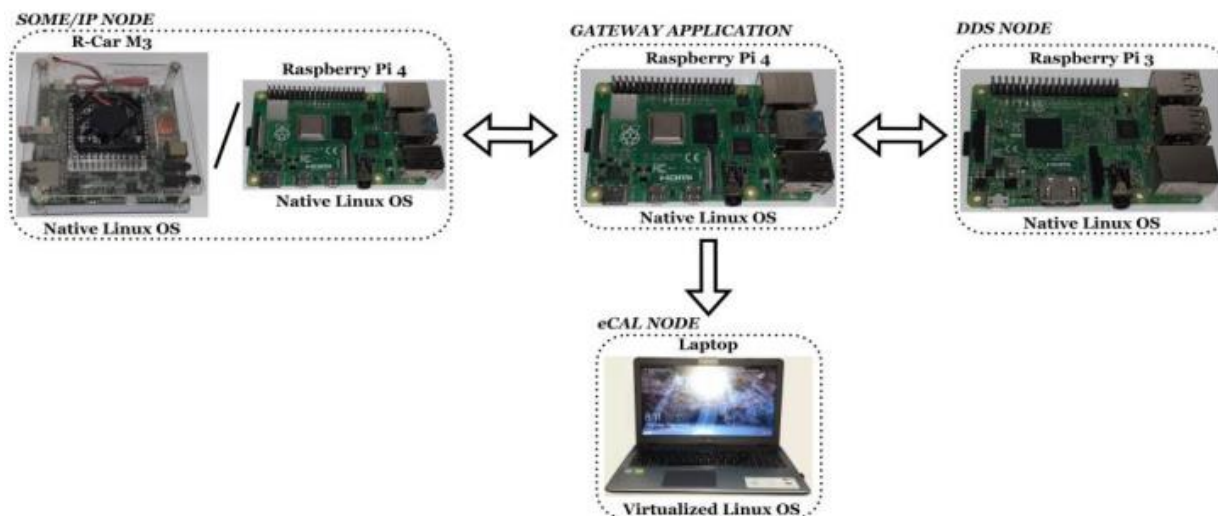 SOME/IP NODE
R-Car M3
Raspberry Pi 4
Native Linux OS
Native Linux OS
GATEWAY APPLICATION
Raspberry Pi 4
HDMI
Native Linux OS
DDS NODE
Raspberry Pi 3
Native Linux OS
eCAL NODE
Laptop
Virtualized Linux OS